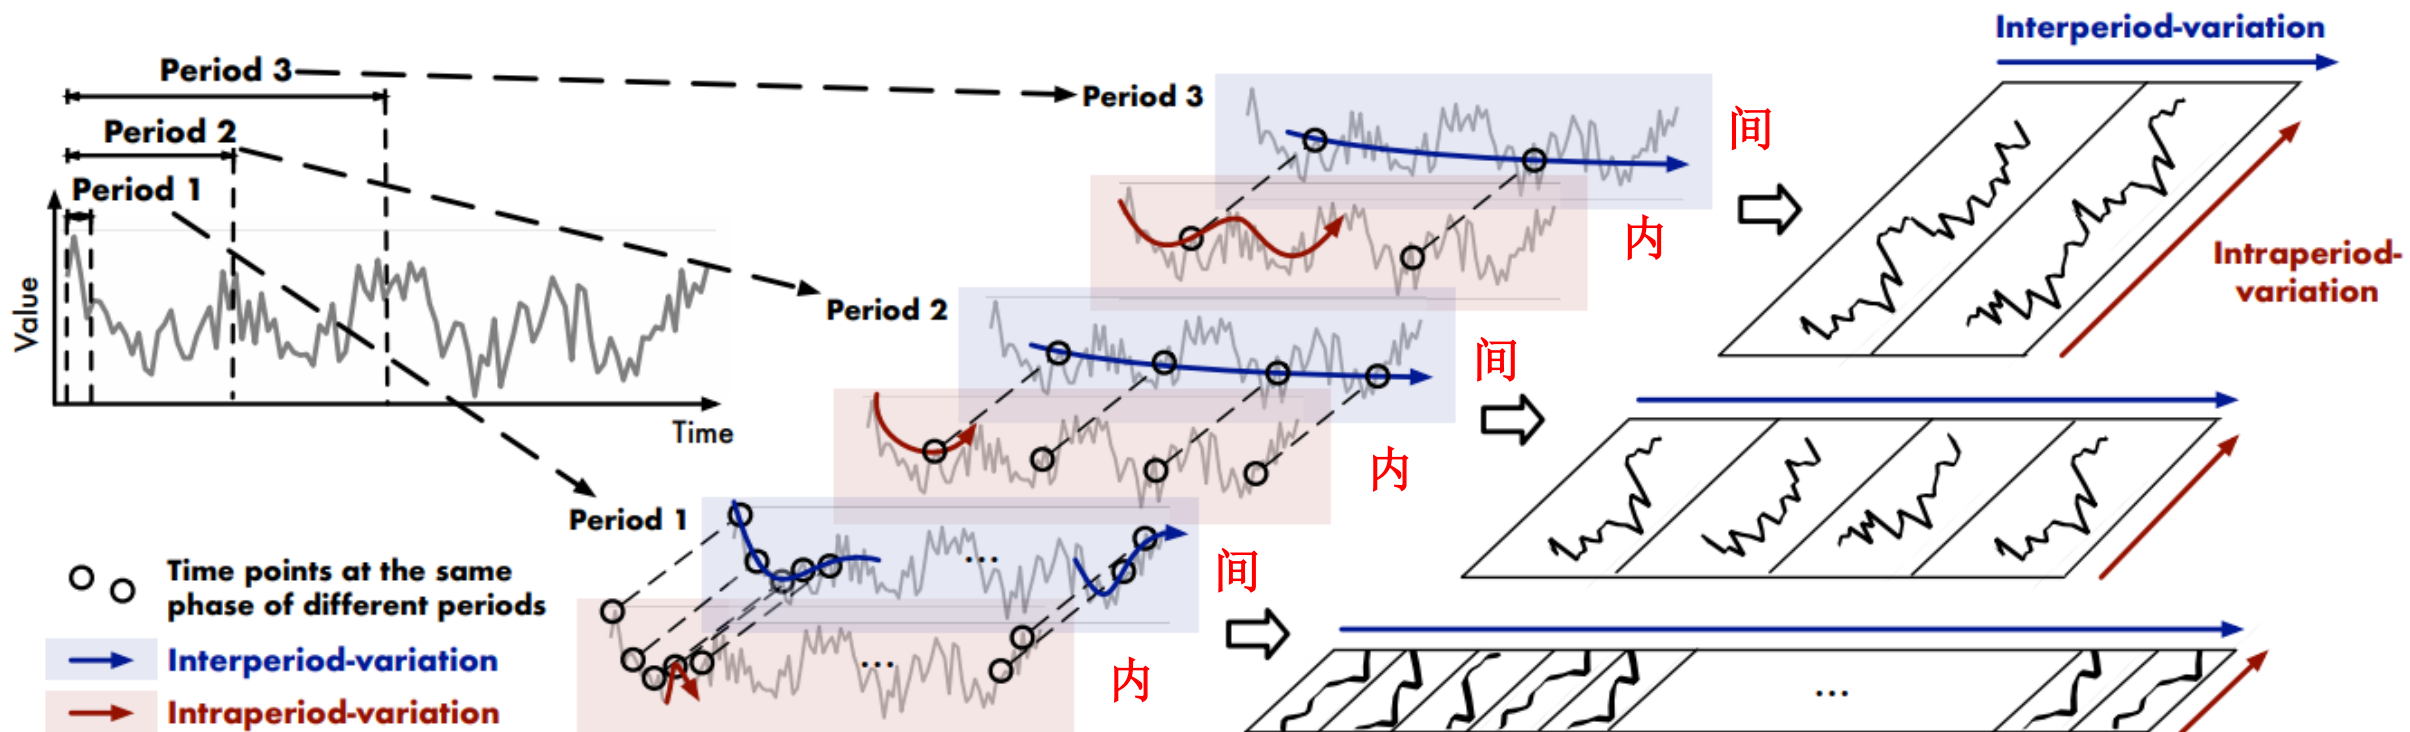 Interperiod-variation
Period 3
Period 3
间
Period 2
Period 1
内
Intraperiod-
variation
Value
Period 2
间
Time
内
Period 1
...
间
Time points at the same
phase of different periods
Interperiod-variation
...
内
...
Intraperiod-variation